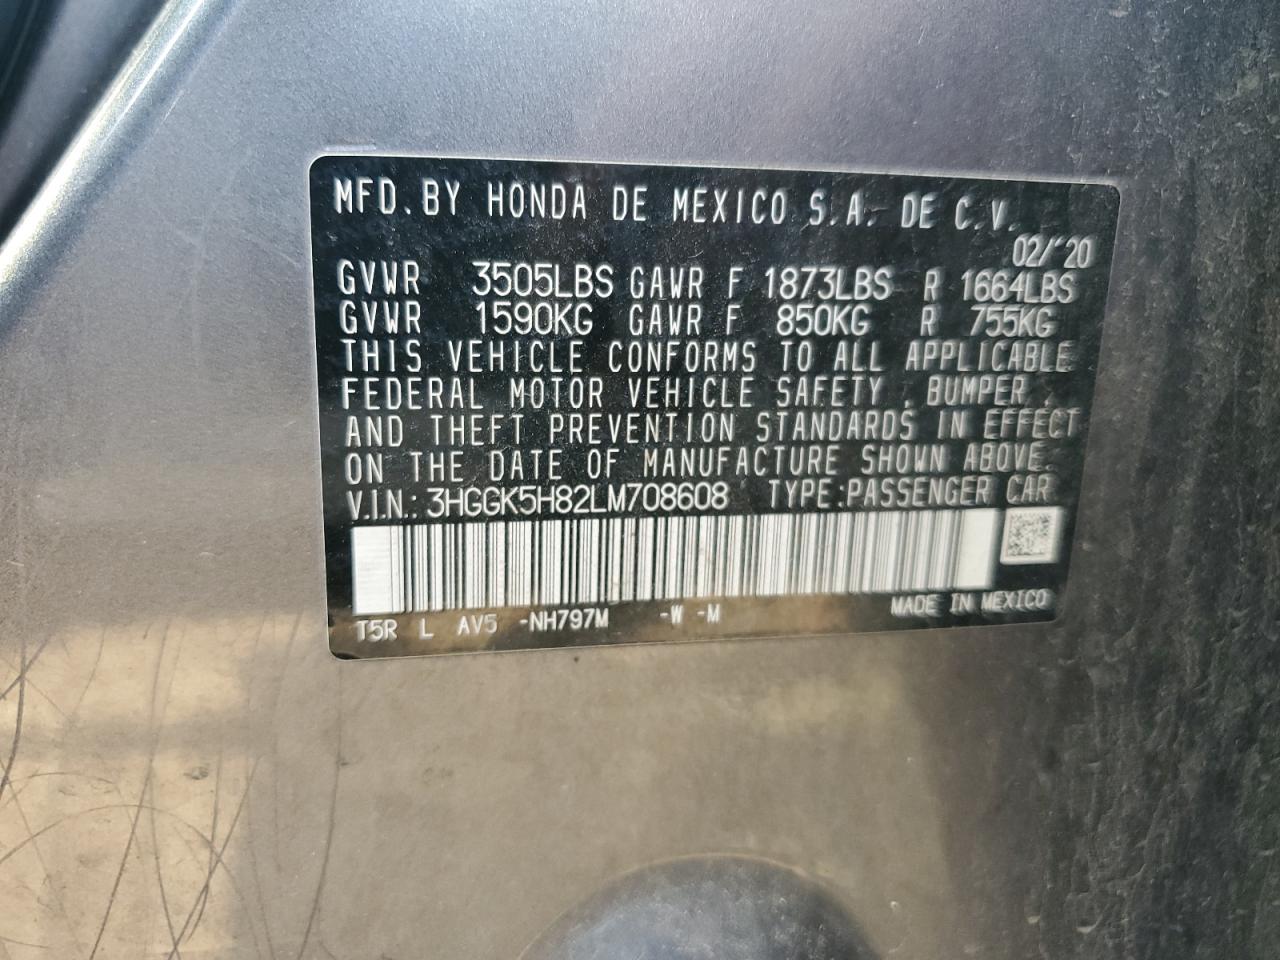 MFD.BY HONDA DE MEXICO S.A. DE C.V.
02/'20
GVWR 3505LBS GAWR F 1873LBS R 1664LBS
GVWR 1590KG GAWR F 850KG R 755KG
THIS VEHICLE CONFORMS TO ALL APPLICABLE
FEDERAL MOTOR VEHICLE SAFETY , BUMPER ,
AND THEFT PREVENTION STANDARDS IN EFFECT
ON THE DATE OF MANUFACTURE SHOWN ABOVE.
V.I.N.: 3HGGK5H82LM708608 TYPE:PASSENGER CAR
T5R L AV5 -NH797M -W -M MADE IN MEXICO